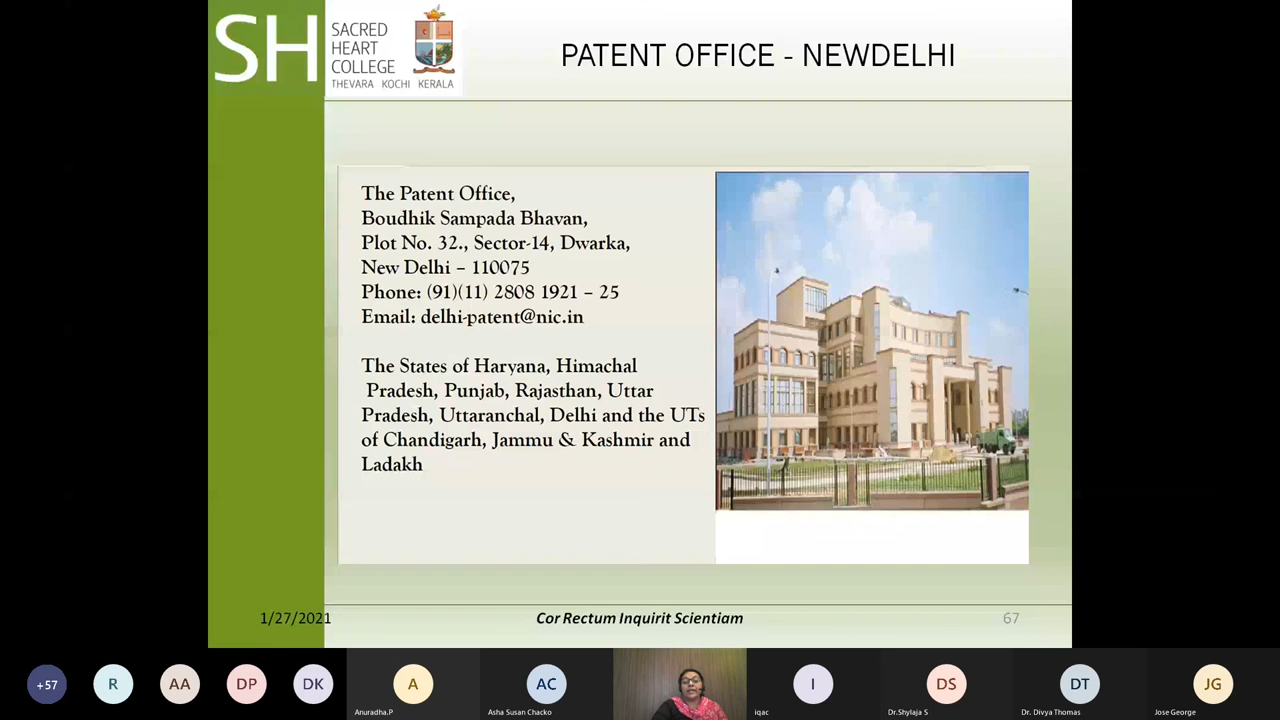 SH
SACRED
HEART
COLLEGE
THEVARA KOCHI KERALA
PATENT OFFICE - NEWDELHI
The Patent Office,
Boudhik Sampada Bhavan,
Plot No. 32., Sector-14, Dwarka,
New Delhi – 110075
Phone: (91)(11) 2808 1921 – 25
Email: delhi-patent@nic.in
The States of Haryana, Himachal
Pradesh, Punjab, Rajasthan, Uttar
Pradesh, Uttaranchal, Delhi and the UTs
of Chandigarh, Jammu & Kashmir and
Ladakh
1/27/2021
Cor Rectum Inquirit Scientiam
67
+57
R
AA
DP
DK
A
AC
I
DS
DT
JG
Anuradha.P
Asha Susan Chacko
iqac
Dr.Shylaja S
Dr. Divya Thomas
Jose George